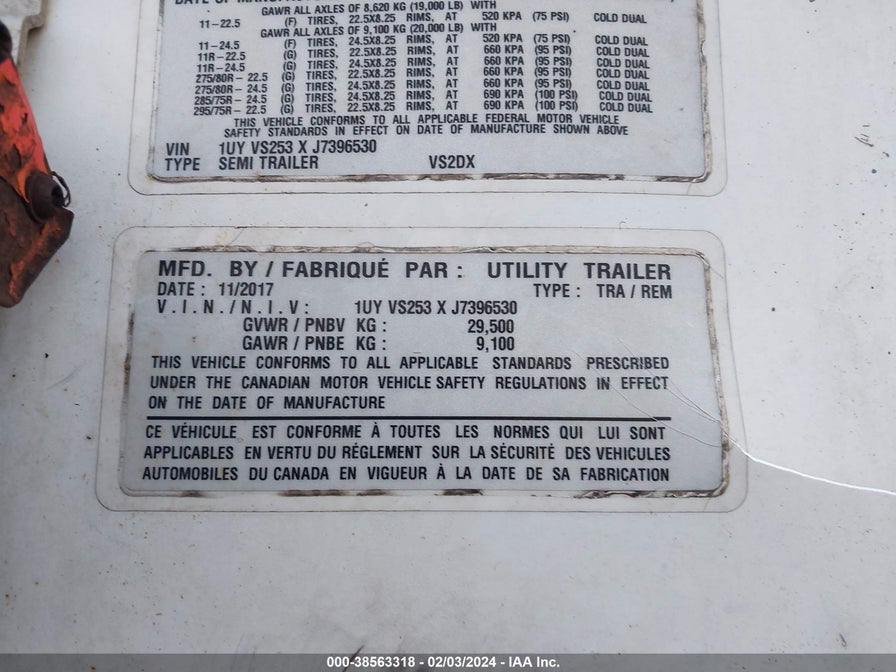 GAWR ALL AXLES OF 8,620 KG (19,000 LB) WITH
11-22.5 (F) TIRES, 22.5X8.25 RIMS, AT 520 KPA (75 PSI) COLD DUAL
GAWR ALL AXLES OF 9,100 KG (20,000 LB) WITH
11-24.5 (F) TIRES, 24.5X8.25 RIMS, AT 520 KPA (75 PSI) COLD DUAL
11R-22.5 (G) TIRES, 22.5X8.25 RIMS, AT 660 KPA (95 PSI) COLD DUAL
11R-24.5 (G) TIRES, 24.5X8.25 RIMS, AT 660 KPA (95 PSI) COLD DUAL
275/80R-22.5 (G) TIRES, 22.5X8.25 RIMS, AT 660 KPA (95 PSI) COLD DUAL
275/80R-24.5 (G) TIRES, 24.5X8.25 RIMS, AT 660 KPA (95 PSI) COLD DUAL
285/75R-24.5 (G) TIRES, 24.5X8.25 RIMS, AT 690 KPA (100 PSI) COLD DUAL
295/75R-22.5 (G) TIRES, 22.5X8.25 RIMS, AT 690 KPA (100 PSI) COLD DUAL
THIS VEHICLE CONFORMS TO ALL APPLICABLE FEDERAL MOTOR VEHICLE
SAFETY STANDARDS IN EFFECT ON DATE OF MANUFACTURE SHOWN ABOVE
VIN 1UY VS253 X J7396530
TYPE SEMI TRAILER VS2DX
MFD. BY / FABRIQUÉ PAR : UTILITY TRAILER
DATE : 11/2017 TYPE : TRA / REM
V.I.N./N.I.V: 1UY VS253 X J7396530
GVWR / PNBV KG : 29,500
GAWR / PNBE KG : 9,100
THIS VEHICLE CONFORMS TO ALL APPLICABLE STANDARDS PRESCRIBED
UNDER THE CANADIAN MOTOR VEHICLE SAFETY REGULATIONS IN EFFECT
ON THE DATE OF MANUFACTURE
CE VÉHICULE EST CONFORME À TOUTES LES NORMES QUI LUI SONT
APPLICABLES EN VERTU DU RÉGLEMENT SUR LA SÉCURITÉ DES VEHICULES
AUTOMOBILES DU CANADA EN VIGUEUR À LA DATE DE SA FABRICATION
000-38563318 - 02/03/2024 - IAA Inc.